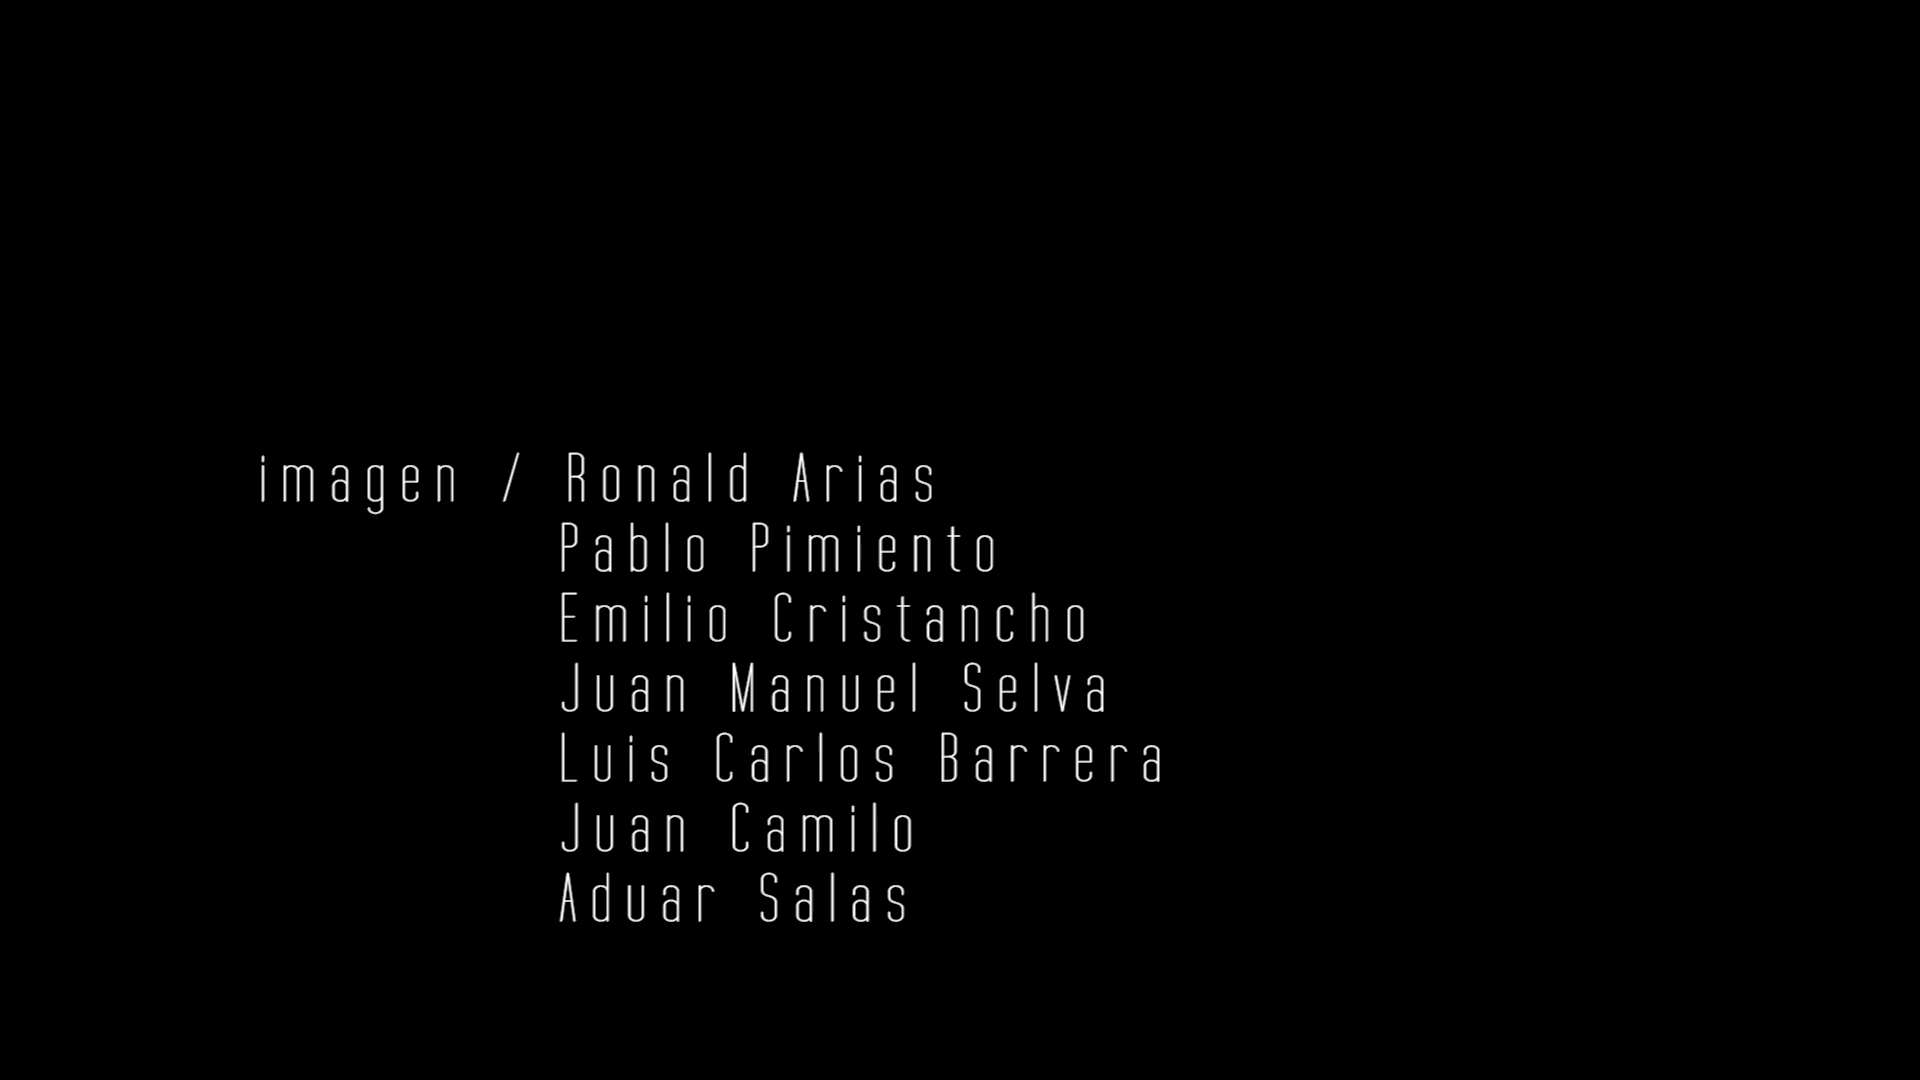 imagen / Ronald Arias
Pablo Pimiento
Emilio Cristancho
Juan Manuel Selva
Luis Carlos Barrera
Juan Camilo
Aduar Salas